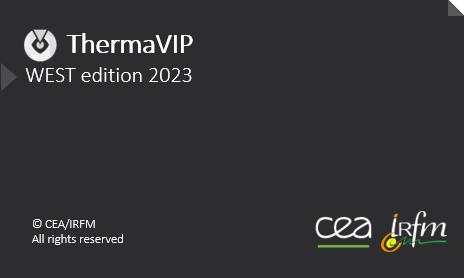 ThermaVIP
WEST edition 2023
© CEA/IRFM
All rights reserved
cea irfm